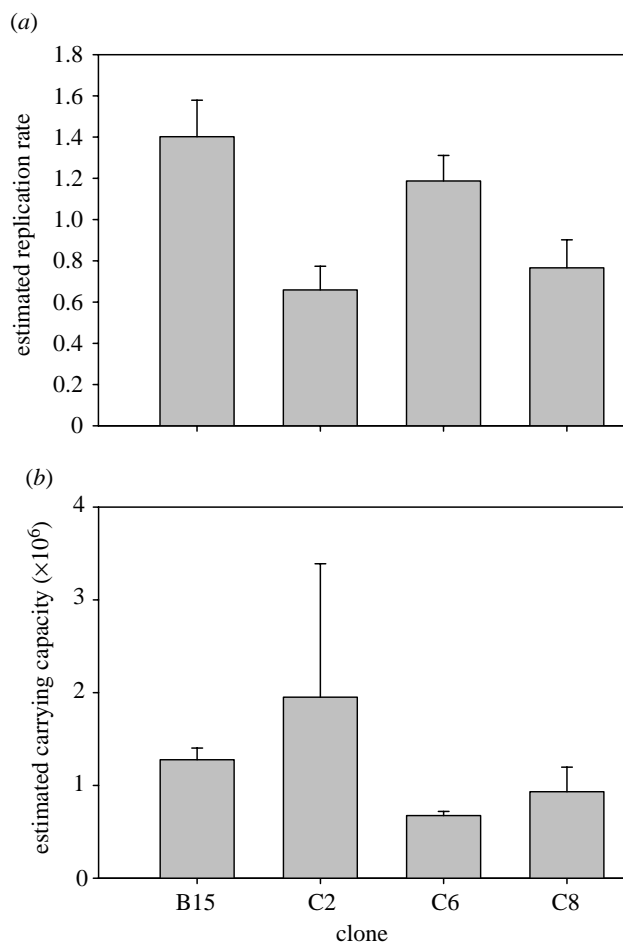 (a)
1.8
1.6
1.4
1.2
1.0
0.8
0.6
0.4
0.2
0
estimated replication rate
(b)
4
3
2
1
0
estimated carrying capacity (×10⁶)
B15 C2 C6 C8
clone